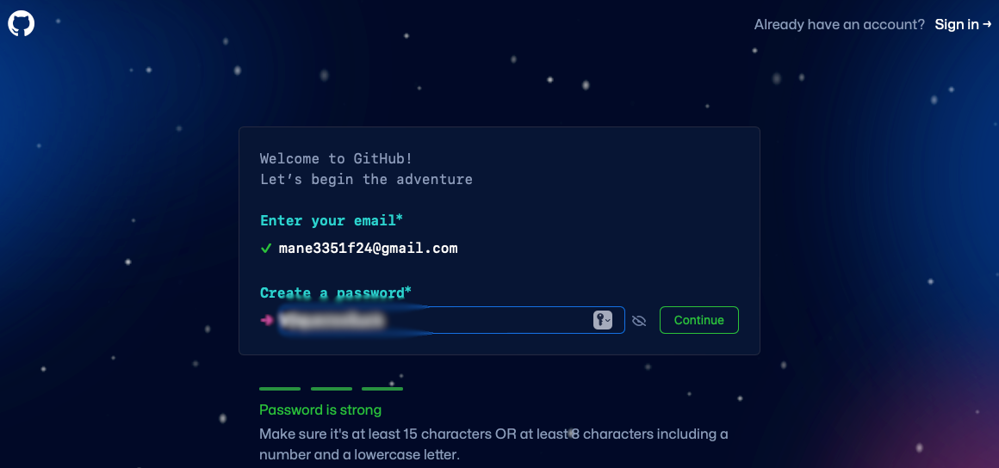 Already have an account? Sign in →
Welcome to GitHub!
Let's begin the adventure
Enter your email*
mane3351f24@gmail.com
Create a password*
Continue
Password is strong
Make sure it's at least 15 characters OR at least 8 characters including a
number and a lowercase letter.